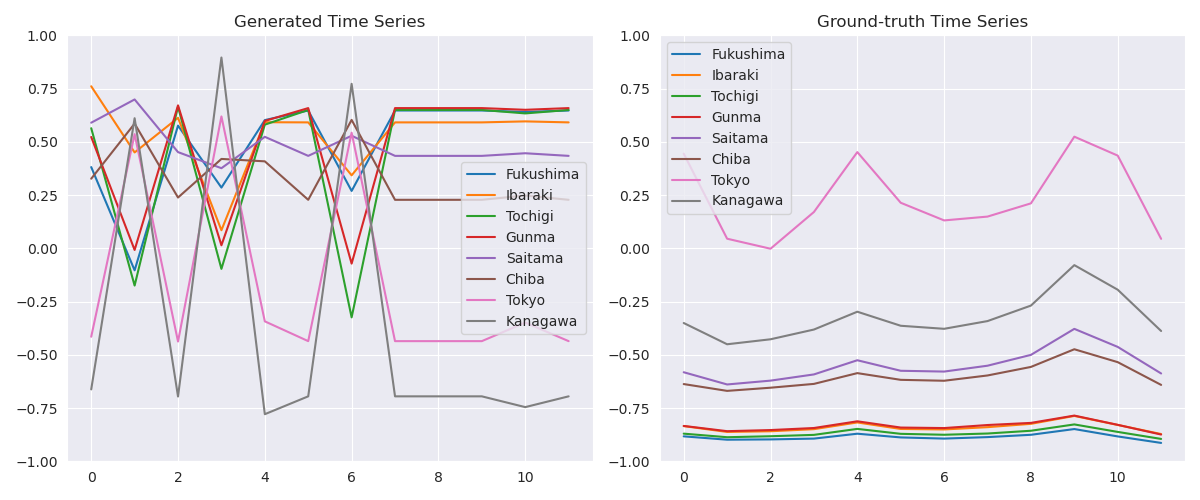 Generated Time Series
1.00
0.75
0.50
0.25
0.00
−0.25
−0.50
−0.75
−1.00
0
2
4
6
8
10
Fukushima
Ibaraki
Tochigi
Gunma
Saitama
Chiba
Tokyo
Kanagawa
Ground-truth Time Series
1.00
0.75
0.50
0.25
0.00
−0.25
−0.50
−0.75
−1.00
0
2
4
6
8
10
Fukushima
Ibaraki
Tochigi
Gunma
Saitama
Chiba
Tokyo
Kanagawa